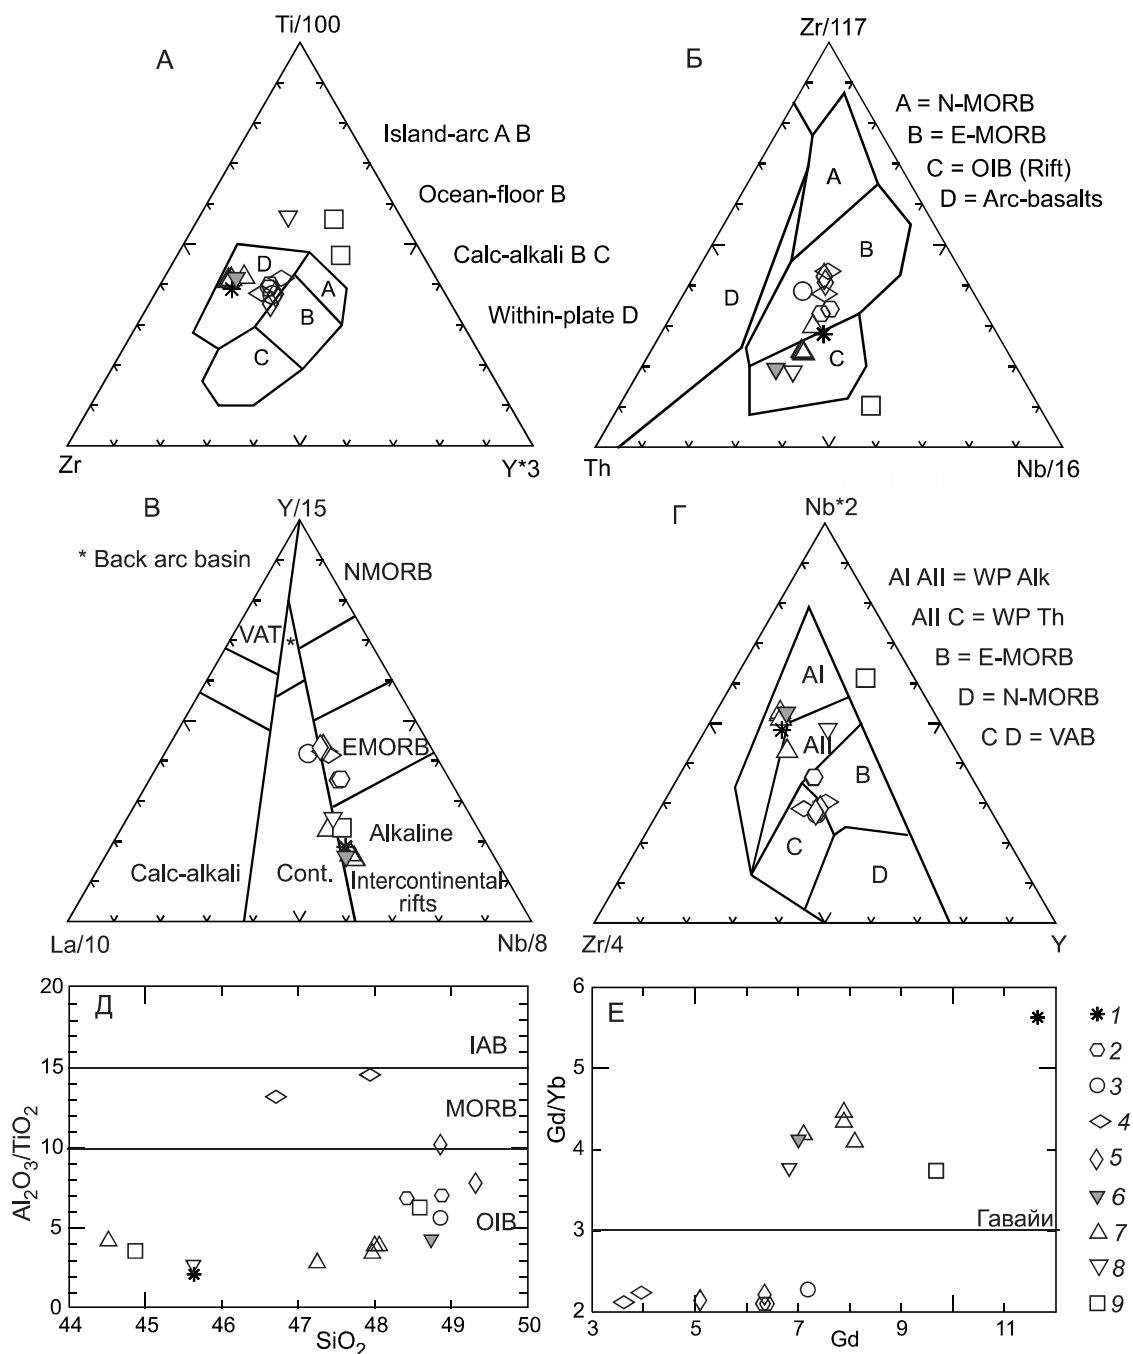 Ti/100
А
Island-arc A B
Ocean-floor B
Calc-alkali B C
Within-plate D
D
A
B
C
Zr
Y*3
Zr/117
Б
A = N-MORB
B = E-MORB
C = OIB (Rift)
D = Arc-basalts
A
B
D
C
Th
Nb/16
Y/15
В
* Back arc basin
NMORB
VAT
*
EMORB
Alkaline
Calc-alkali
Cont.
Intercontinental
rifts
La/10
Nb/8
Nb*2
Г
AI AII = WP Alk
AII C = WP Th
B = E-MORB
D = N-MORB
C D = VAB
AI
AII
B
C
D
Zr/4
Y
Д
20
15
10
5
0
Al2O3/TiO2
IAB
MORB
OIB
44 45 46 47 48 49 50
SiO2
Е
6
5
4
3
2
Gd/Yb
Гавайи
3 5 7 9 11
Gd
1
2
3
4
5
6
7
8
9